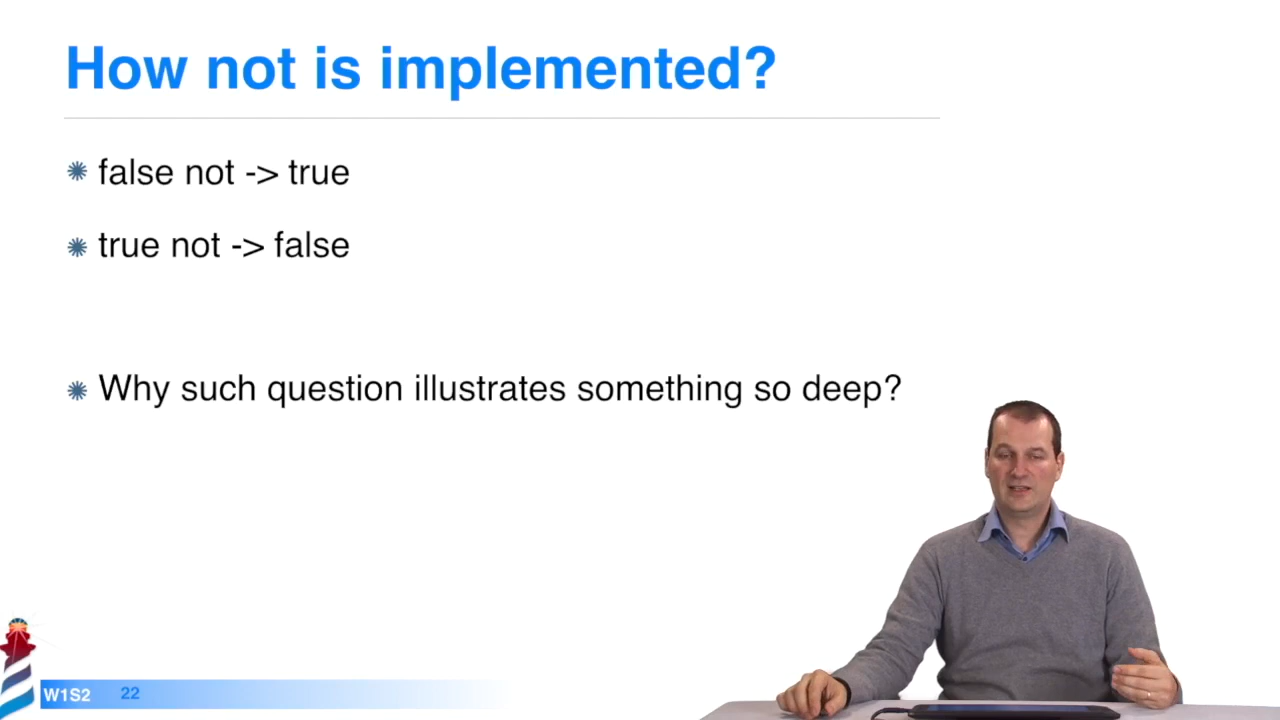 How not is implemented?
false not -> true
true not -> false
Why such question illustrates something so deep?
W1S2 22